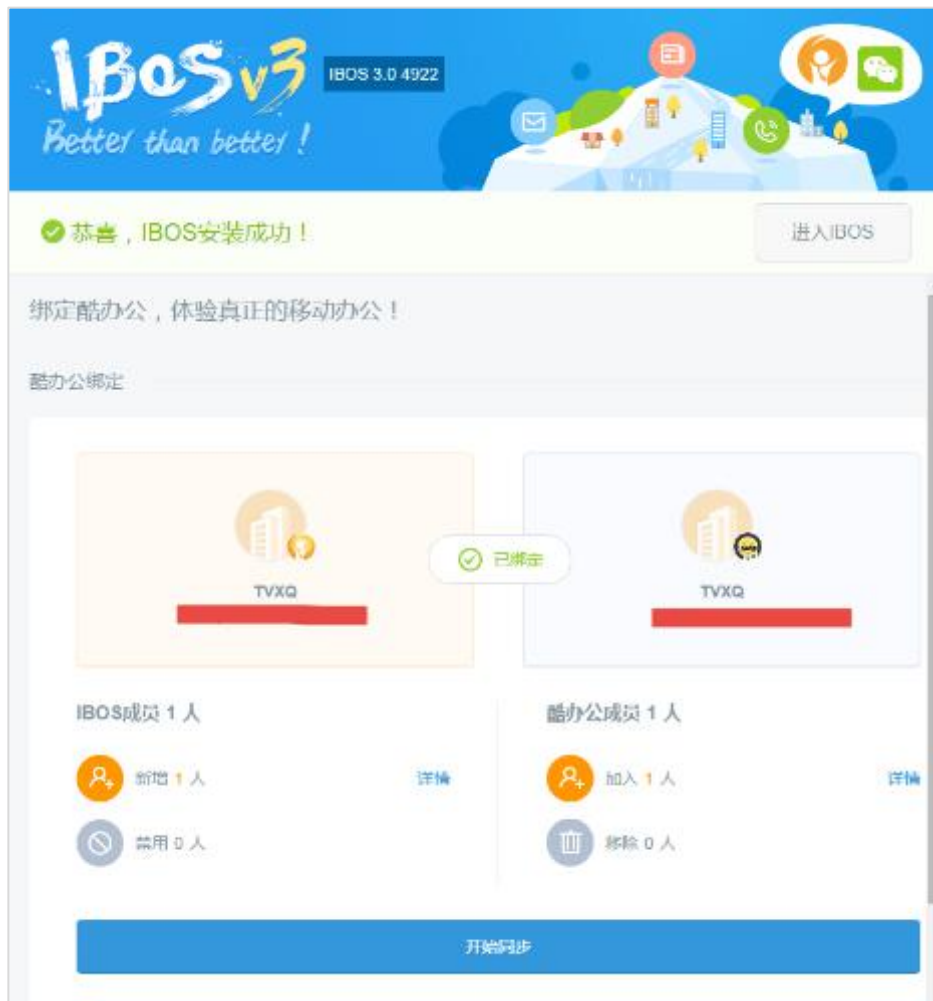 IBOS v3
IBOS 3.0 4922
Better than better !
恭喜，IBOS安装成功！
进入IBOS
绑定酷办公，体验真正的移动办公！
酷办公绑定
TVXQ
已绑定
TVXQ
IBOS成员 1 人
酷办公成员 1 人
新增 1 人
详情
加入 1 人
详情
禁用 0 人
移除 0 人
开始同步